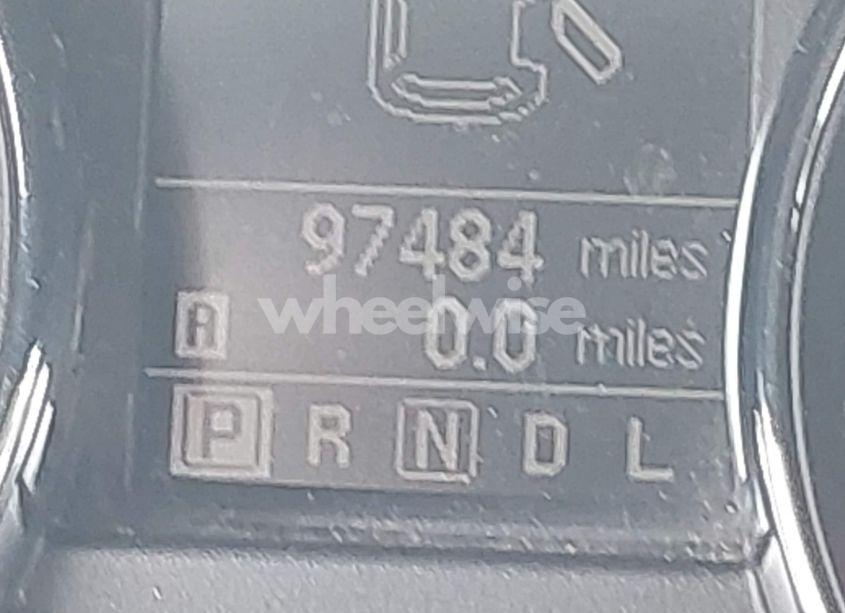 97484 miles
A 0.0 miles
wheelwise
P R N D L